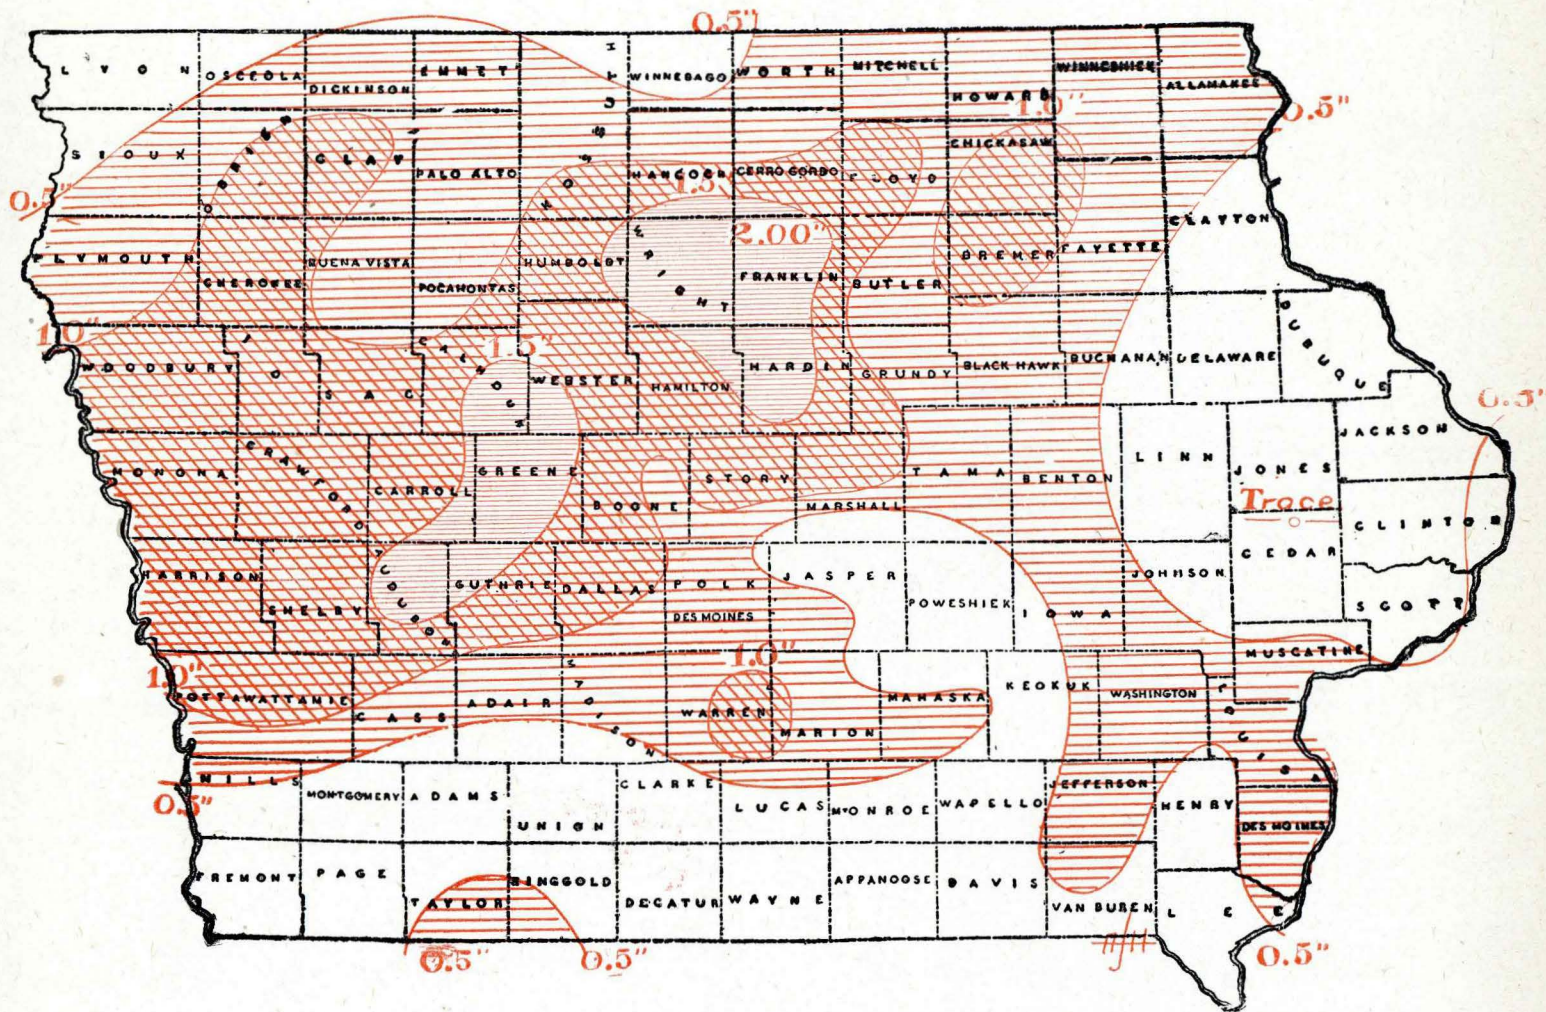 0.5"
LYON
OSCEOLA
DICKINSON
EMMET
KOSSUTH
WINNEBAGO
WORTH
MITCHELL
HOWARD
WINNESHIEK
ALLAMAKEE
1.0"
0.5"
SIOUX
O BRIEN
CLAY
PALO ALTO
HANCOCK
CERRO GORDO
FLOYD
CHICKASAW
1.5"
0.5"
PLYMOUTH
CHEROKEE
BUENA VISTA
POCAHONTAS
HUMBOLDT
WRIGHT
2.00"
FRANKLIN
BUTLER
BREMER
FAYETTE
CLAYTON
1.0"
WOODBURY
IDA
SAC
CALHOUN
1.5"
WEBSTER
HAMILTON
HARDIN
GRUNDY
BLACK HAWK
BUCHANAN
DELAWARE
DUBUQUE
0.5"
MONONA
CRAWFORD
CARROLL
GREENE
BOONE
STORY
MARSHALL
TAMA
BENTON
LINN
JONES
JACKSON
Trace
CLINTON
CEDAR
HARRISON
SHELBY
AUDUBON
GUTHRIE
DALLAS
POLK
DES MOINES
JASPER
POWESHIEK
IOWA
JOHNSON
SCOTT
MUSCATINE
1.0"
POTTAWATTAMIE
CASS
ADAIR
MADISON
1.0"
WARREN
MARION
MAHASKA
KEOKUK
WASHINGTON
LOUISA
0.5"
MILLS
MONTGOMERY
ADAMS
UNION
CLARKE
LUCAS
MONROE
WAPELLO
JEFFERSON
HENRY
DES MOINES
FREMONT
PAGE
TAYLOR
RINGGOLD
DECATUR
WAYNE
APPANOOSE
DAVIS
VAN BUREN
LEE
0.5"
0.5"
0.5"